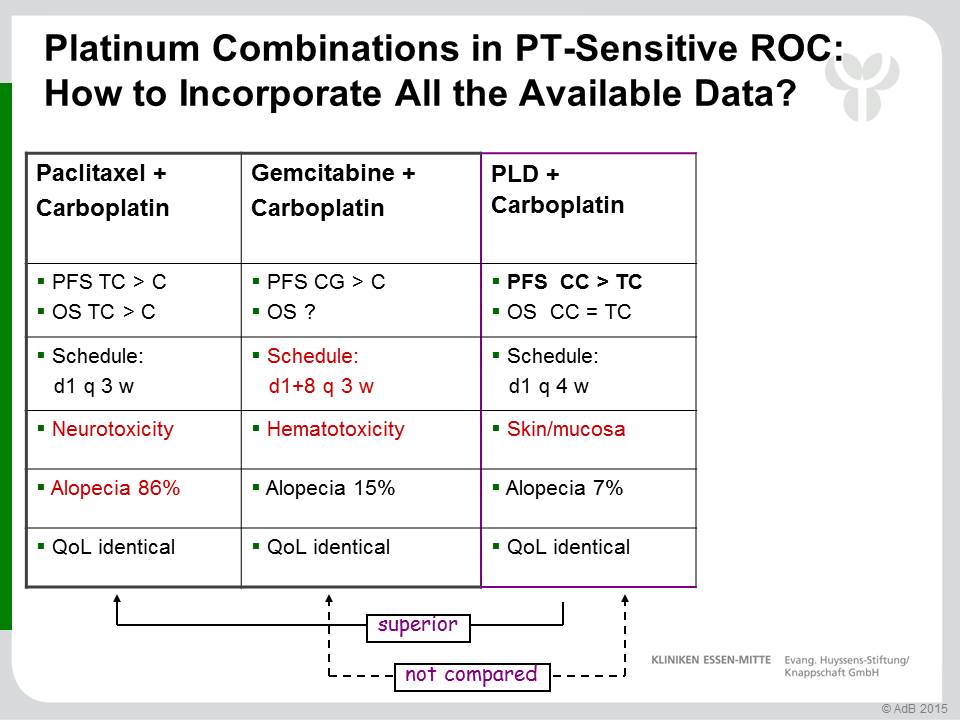 Platinum Combinations in PT-Sensitive ROC:
How to Incorporate All the Available Data?
Paclitaxel +
Carboplatin
Gemcitabine +
Carboplatin
PLD +
Carboplatin
▪ PFS TC > C
▪ OS TC > C
▪ PFS CG > C
▪ OS ?
▪ PFS  CC > TC
▪ OS  CC = TC
▪ Schedule:
d1 q 3 w
▪ Schedule:
d1+8 q 3 w
▪ Schedule:
d1 q 4 w
▪ Neurotoxicity
▪ Hematotoxicity
▪ Skin/mucosa
▪ Alopecia 86%
▪ Alopecia 15%
▪ Alopecia 7%
▪ QoL identical
▪ QoL identical
▪ QoL identical
superior
not compared
KLINIKEN ESSEN-MITTE
Evang. Huyssens-Stiftung/
Knappschaft GmbH
© AdB 2015